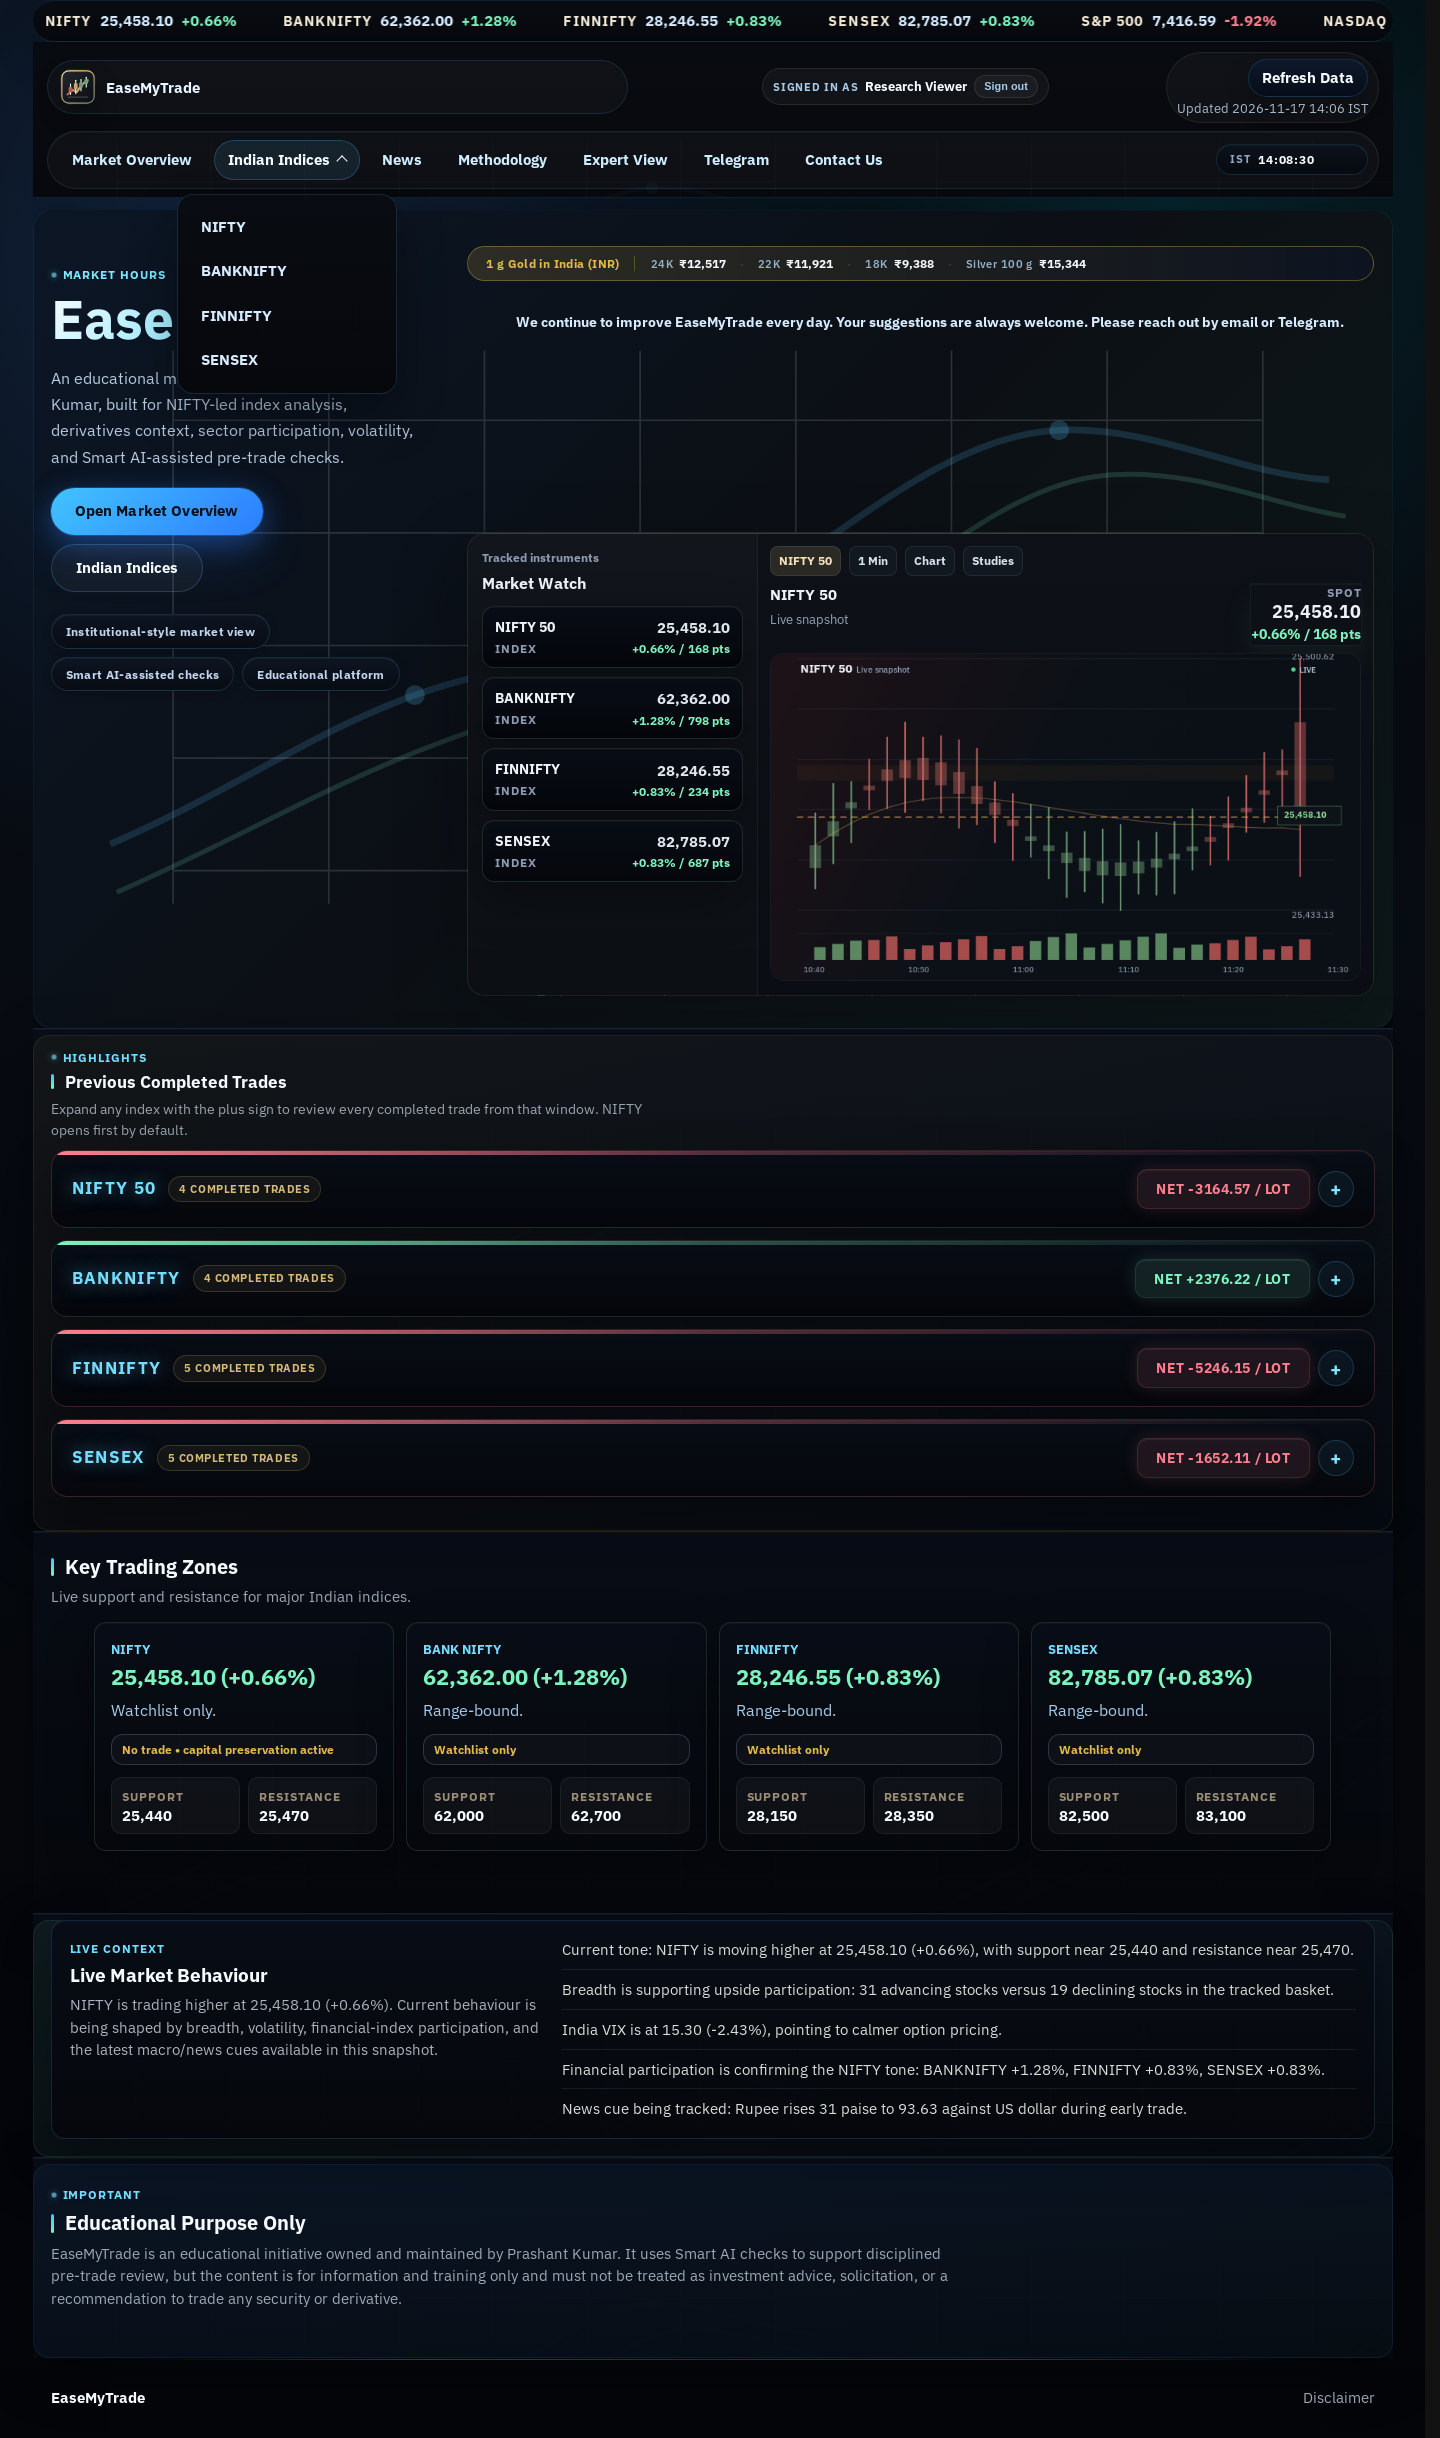 NIFTY 25,458.10 +0.66% BANKNIFTY 62,362.00 +1.28% FINNIFTY 28,246.55 +0.83% SENSEX 82,785.07 +0.83% S&P 500 7,416.59 -1.92% NASDAQ
EaseMyTrade
SIGNED IN AS Research Viewer Sign out
Refresh Data
Updated 2026-11-17 14:06 IST
Market Overview Indian Indices News Methodology Expert View Telegram Contact Us
IST 14:08:30
NIFTY
BANKNIFTY
FINNIFTY
SENSEX
MARKET HOURS
Ease
An educational m
Kumar, built for NIFTY-led index analysis,
derivatives context, sector participation, volatility,
and Smart AI-assisted pre-trade checks.
Open Market Overview
Indian Indices
Institutional-style market view
Smart AI-assisted checks Educational platform
1 g Gold in India (INR) 24K ₹12,517 · 22K ₹11,921 · 18K ₹9,388 · Silver 100 g ₹15,344
We continue to improve EaseMyTrade every day. Your suggestions are always welcome. Please reach out by email or Telegram.
Tracked instruments
Market Watch
NIFTY 50 25,458.10
INDEX +0.66% / 168 pts
BANKNIFTY 62,362.00
INDEX +1.28% / 798 pts
FINNIFTY 28,246.55
INDEX +0.83% / 234 pts
SENSEX 82,785.07
INDEX +0.83% / 687 pts
NIFTY 50 1 Min Chart Studies
NIFTY 50
Live snapshot
SPOT
25,458.10
+0.66% / 168 pts
25,500.62
NIFTY 50 Live snapshot
LIVE
25,458.10
25,433.13
10:40 10:50 11:00 11:10 11:20 11:30
HIGHLIGHTS
Previous Completed Trades
Expand any index with the plus sign to review every completed trade from that window. NIFTY
opens first by default.
NIFTY 50 4 COMPLETED TRADES NET -3164.57 / LOT +
BANKNIFTY 4 COMPLETED TRADES NET +2376.22 / LOT +
FINNIFTY 5 COMPLETED TRADES NET -5246.15 / LOT +
SENSEX 5 COMPLETED TRADES NET -1652.11 / LOT +
Key Trading Zones
Live support and resistance for major Indian indices.
NIFTY
25,458.10 (+0.66%)
Watchlist only.
No trade • capital preservation active
SUPPORT RESISTANCE
25,440 25,470
BANK NIFTY
62,362.00 (+1.28%)
Range-bound.
Watchlist only
SUPPORT RESISTANCE
62,000 62,700
FINNIFTY
28,246.55 (+0.83%)
Range-bound.
Watchlist only
SUPPORT RESISTANCE
28,150 28,350
SENSEX
82,785.07 (+0.83%)
Range-bound.
Watchlist only
SUPPORT RESISTANCE
82,500 83,100
LIVE CONTEXT
Live Market Behaviour
NIFTY is trading higher at 25,458.10 (+0.66%). Current behaviour is
being shaped by breadth, volatility, financial-index participation, and
the latest macro/news cues available in this snapshot.
Current tone: NIFTY is moving higher at 25,458.10 (+0.66%), with support near 25,440 and resistance near 25,470.
Breadth is supporting upside participation: 31 advancing stocks versus 19 declining stocks in the tracked basket.
India VIX is at 15.30 (-2.43%), pointing to calmer option pricing.
Financial participation is confirming the NIFTY tone: BANKNIFTY +1.28%, FINNIFTY +0.83%, SENSEX +0.83%.
News cue being tracked: Rupee rises 31 paise to 93.63 against US dollar during early trade.
IMPORTANT
Educational Purpose Only
EaseMyTrade is an educational initiative owned and maintained by Prashant Kumar. It uses Smart AI checks to support disciplined
pre-trade review, but the content is for information and training only and must not be treated as investment advice, solicitation, or a
recommendation to trade any security or derivative.
EaseMyTrade
Disclaimer